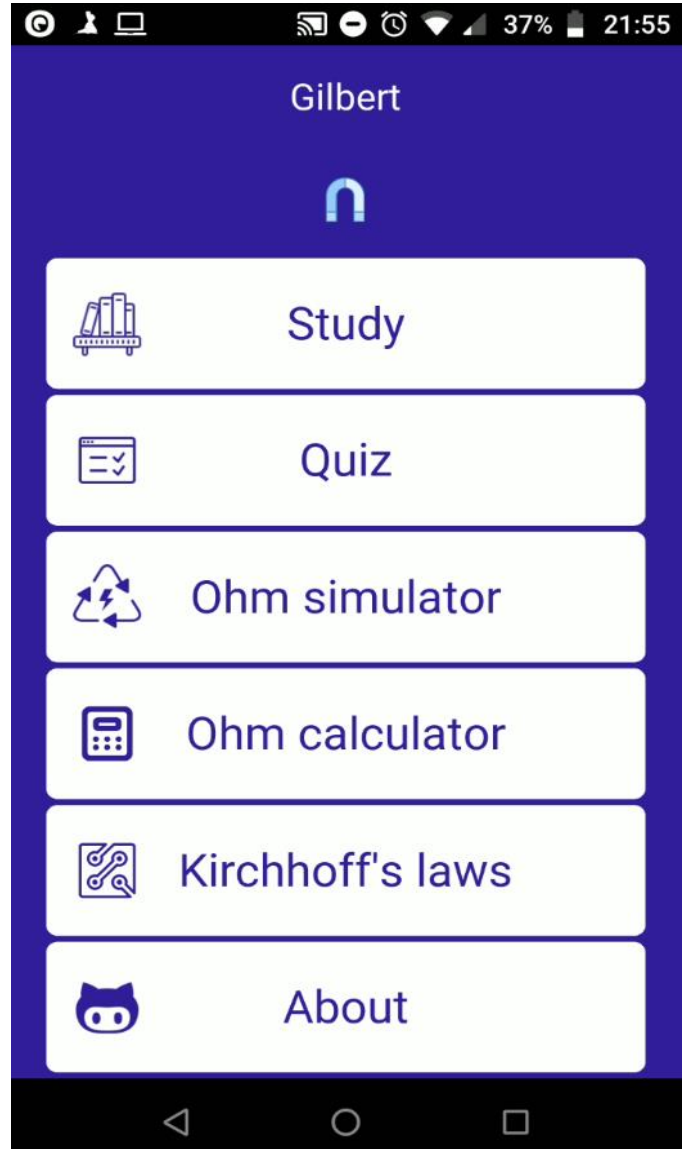 37% 21:55
Gilbert
Study
Quiz
Ohm simulator
Ohm calculator
Kirchhoff's laws
About